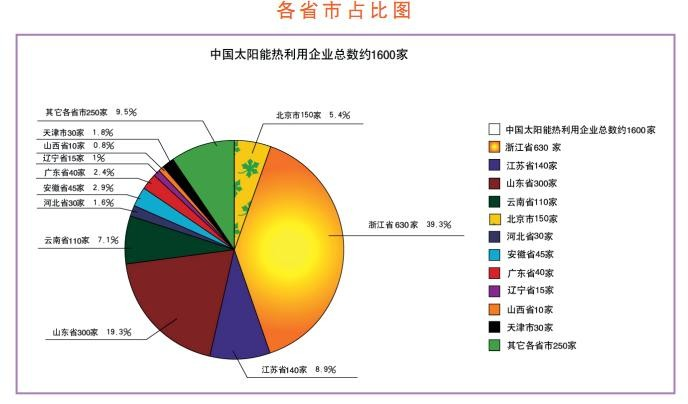 各省市占比图
中国太阳能热利用企业总数约1600家
其它各省市250家 9.5%
北京市150家 5.4%
天津市30家 1.8%
山西省10家 0.8%
辽宁省15家 1%
广东省40家 2.4%
安徽省45家 2.9%
河北省30家 1.6%
云南省110家 7.1%
浙江省630家 39.3%
山东省300家 19.3%
江苏省140家 8.9%
中国太阳能热利用企业总数约1600家
浙江省630 家
江苏省140家
山东省300家
云南省110家
北京市150家
河北省30家
安徽省45家
广东省40家
辽宁省15家
山西省10家
天津市30家
其它各省市250家